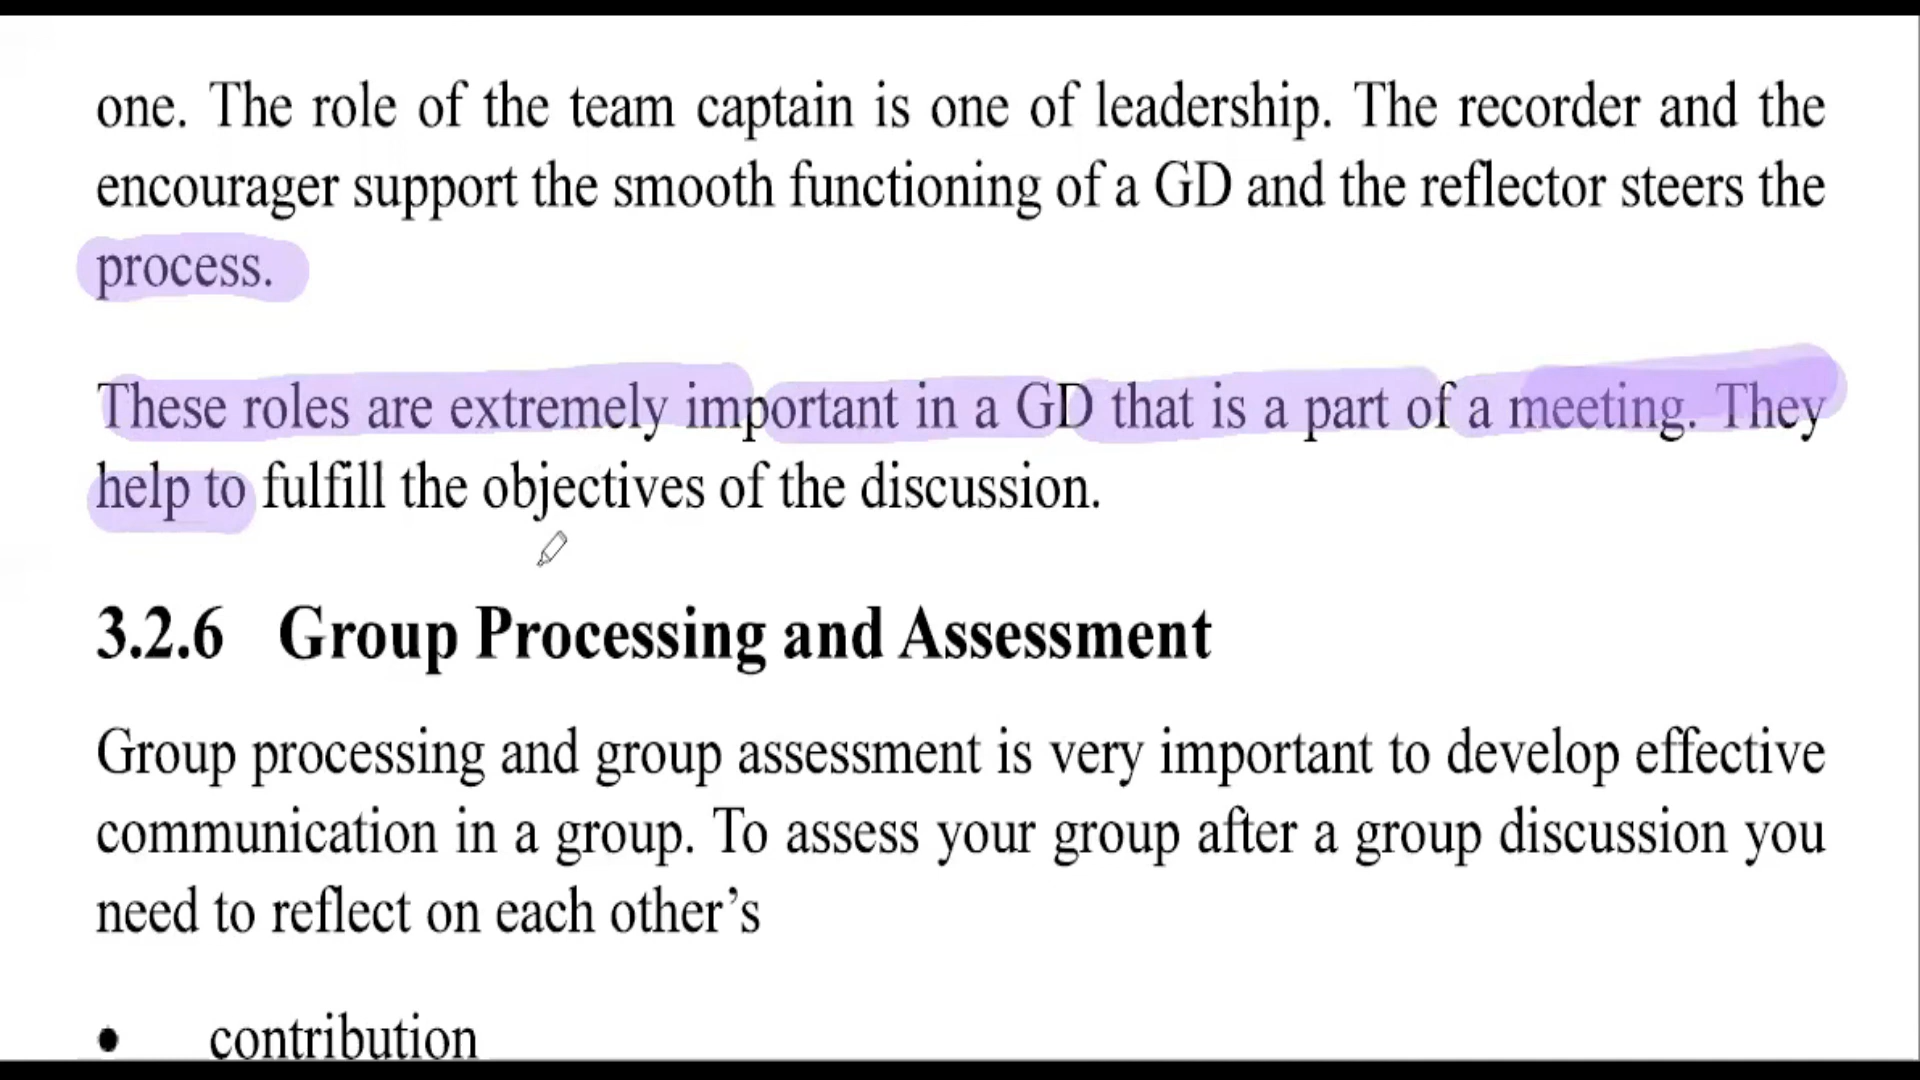 one. The role of the team captain is one of leadership. The recorder and the
encourager support the smooth functioning of a GD and the reflector steers the
process.
These roles are extremely important in a GD that is a part of a meeting. They
help to fulfill the objectives of the discussion.
3.2.6 Group Processing and Assessment
Group processing and group assessment is very important to develop effective
communication in a group. To assess your group after a group discussion you
need to reflect on each other’s
• contribution